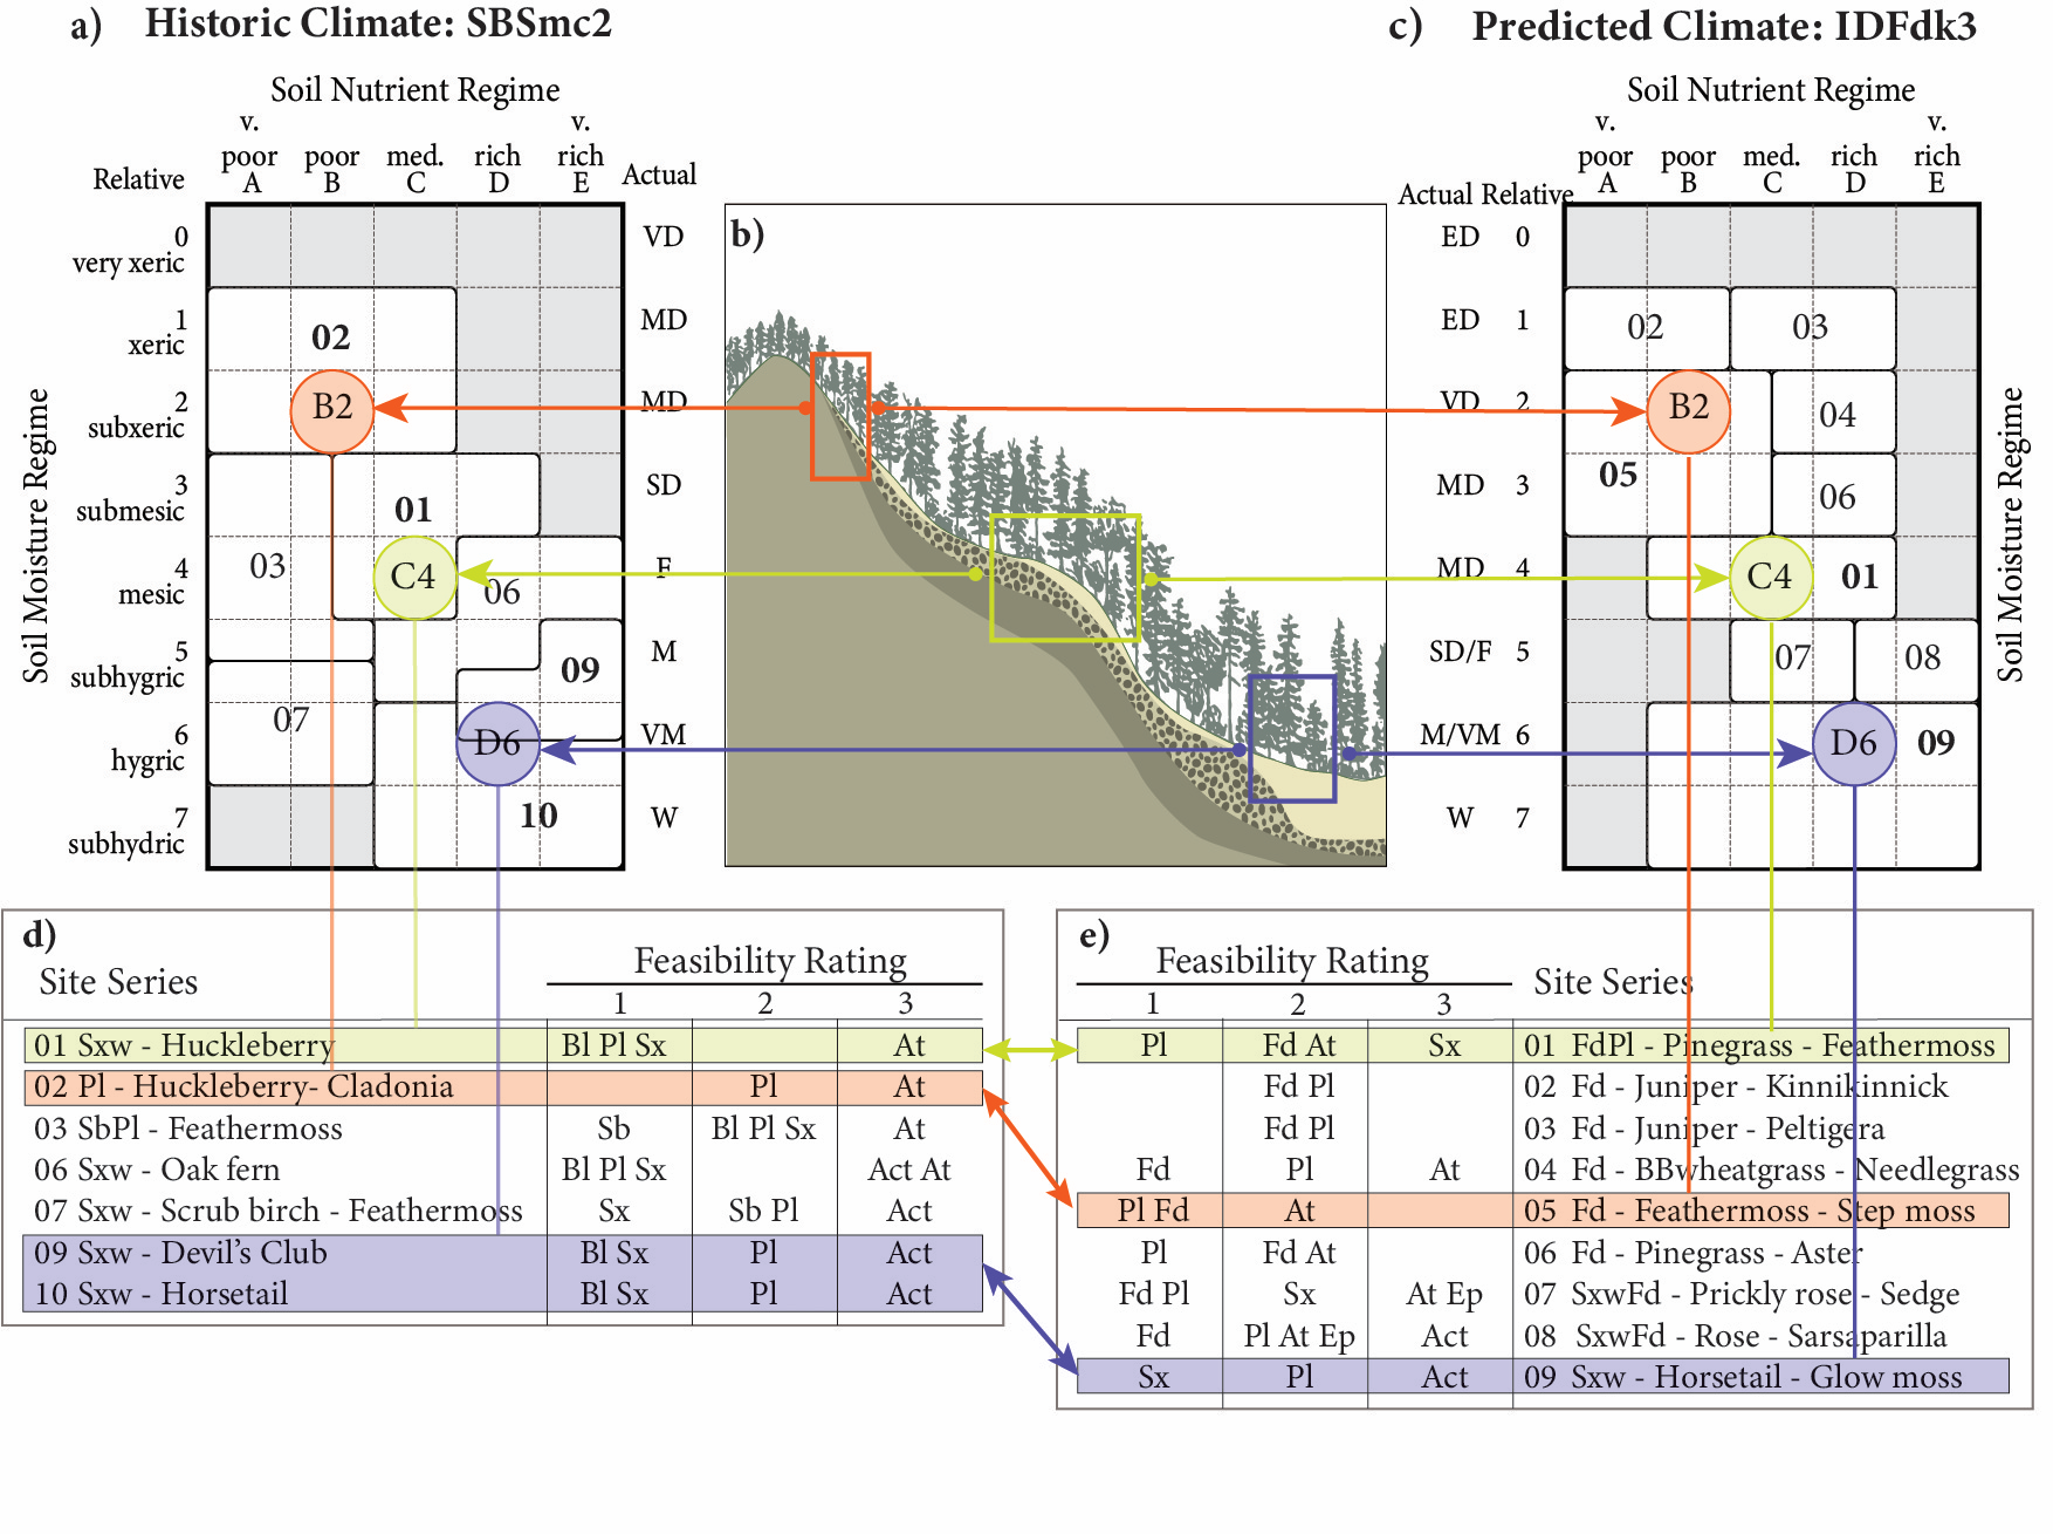 a) Historic Climate: SBSmc2
Soil Nutrient Regime
v. v.
poor poor med. rich rich
Relative A B C D E Actual
0 VD
very xeric
1 MD
xeric
02
2 MD
subxeric
B2
3 SD
submesic
01
4 F
mesic
03 C4 06
5 M
subhygric
09
6 VM
hygric
07 D6
7 W
subhydric
10
Soil Moisture Regime
b)
c) Predicted Climate: IDFdk3
Soil Nutrient Regime
v. v.
poor poor med. rich rich
Actual Relative A B C D E
ED 0
ED 1 02 03
VD 2 B2 04
MD 3 05 06
MD 4 C4 01
SD/F 5 07 08
M/VM 6 D6 09
W 7
Soil Moisture Regime
d)
Feasibility Rating
Site Series
1 2 3
01 Sxw - Huckleberry Bl Pl Sx At
02 Pl - Huckleberry- Cladonia Pl At
03 SbPl - Feathermoss Sb Bl Pl Sx At
06 Sxw - Oak fern Bl Pl Sx Act At
07 Sxw - Scrub birch - Feathermoss Sx Sb Pl Act
09 Sxw - Devil’s Club Bl Sx Pl Act
10 Sxw - Horsetail Bl Sx Pl Act
e)
Feasibility Rating
Site Series
1 2 3
Pl Fd At Sx 01 FdPl - Pinegrass - Feathermoss
Fd Pl 02 Fd - Juniper - Kinnikinnick
Fd Pl 03 Fd - Juniper - Peltigera
Fd Pl At 04 Fd - BBwheatgrass - Needlegrass
Pl Fd At 05 Fd - Feathermoss - Step moss
Pl Fd At 06 Fd - Pinegrass - Aster
Fd Pl Sx At Ep 07 SxwFd - Prickly rose - Sedge
Fd Pl At Ep Act 08 SxwFd - Rose - Sarsaparilla
Sx Pl Act 09 Sxw - Horsetail - Glow moss